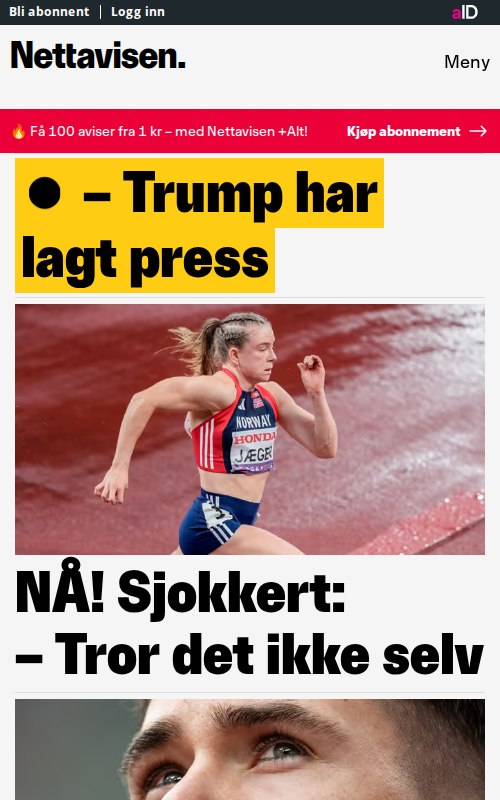 Bli abonnent
Logg inn
aID
Nettavisen.
Meny
🔥 Få 100 aviser fra 1 kr – med Nettavisen +Alt!
Kjøp abonnement →
● – Trump har
lagt press
NORWAY
HONDA
JÆGER
NÅ! Sjokkert:
– Tror det ikke selv